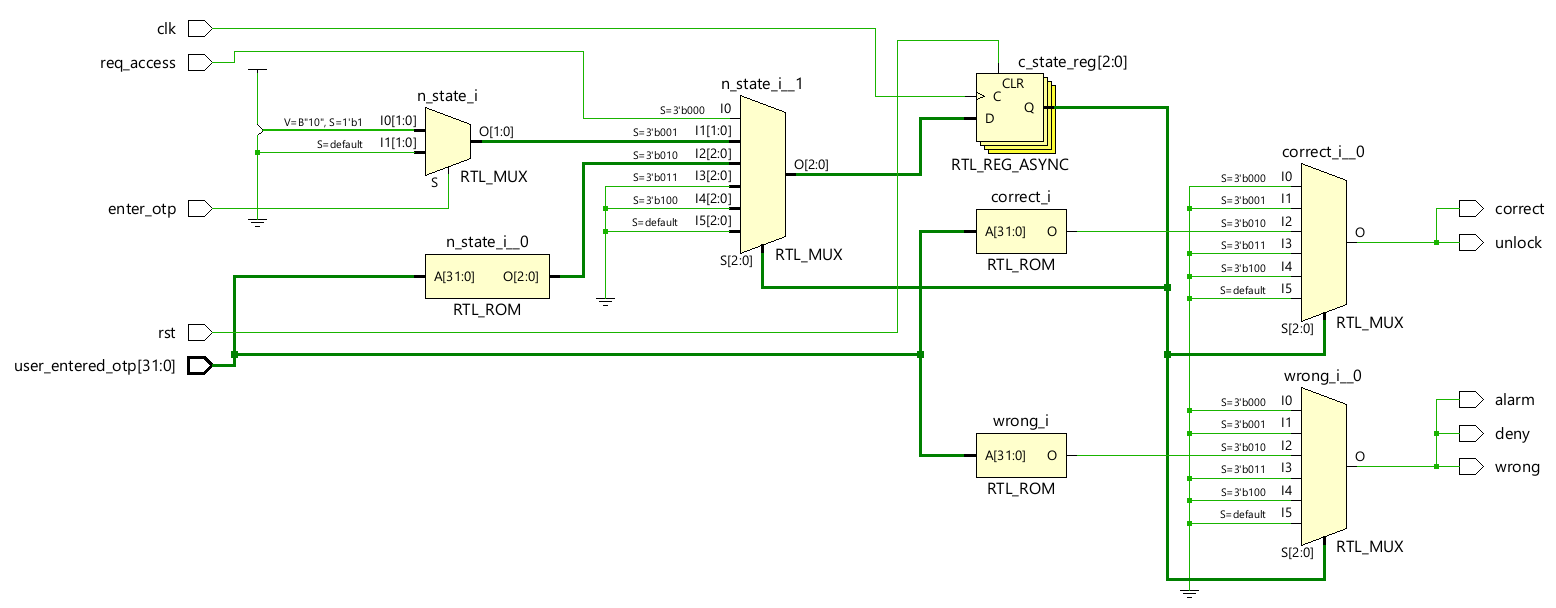 clk
req_access
enter_otp
rst
user_entered_otp[31:0]
n_state_i
V=B"10", S=1'b1 I0[1:0]
S=default I1[1:0]
O[1:0]
S
RTL_MUX
n_state_i__0
A[31:0] O[2:0]
RTL_ROM
n_state_i__1
S=3'b000 I0
S=3'b001 I1[1:0]
S=3'b010 I2[2:0]
S=3'b011 I3[2:0]
S=3'b100 I4[2:0]
S=default I5[2:0]
O[2:0]
S[2:0]
RTL_MUX
c_state_reg[2:0]
CLR
C
Q
D
RTL_REG_ASYNC
correct_i
A[31:0] O
RTL_ROM
wrong_i
A[31:0] O
RTL_ROM
correct_i__0
S=3'b000 I0
S=3'b001 I1
S=3'b010 I2
S=3'b011 I3
S=3'b100 I4
S=default I5
O
S[2:0]
RTL_MUX
wrong_i__0
S=3'b000 I0
S=3'b001 I1
S=3'b010 I2
S=3'b011 I3
S=3'b100 I4
S=default I5
O
S[2:0]
RTL_MUX
correct
unlock
alarm
deny
wrong